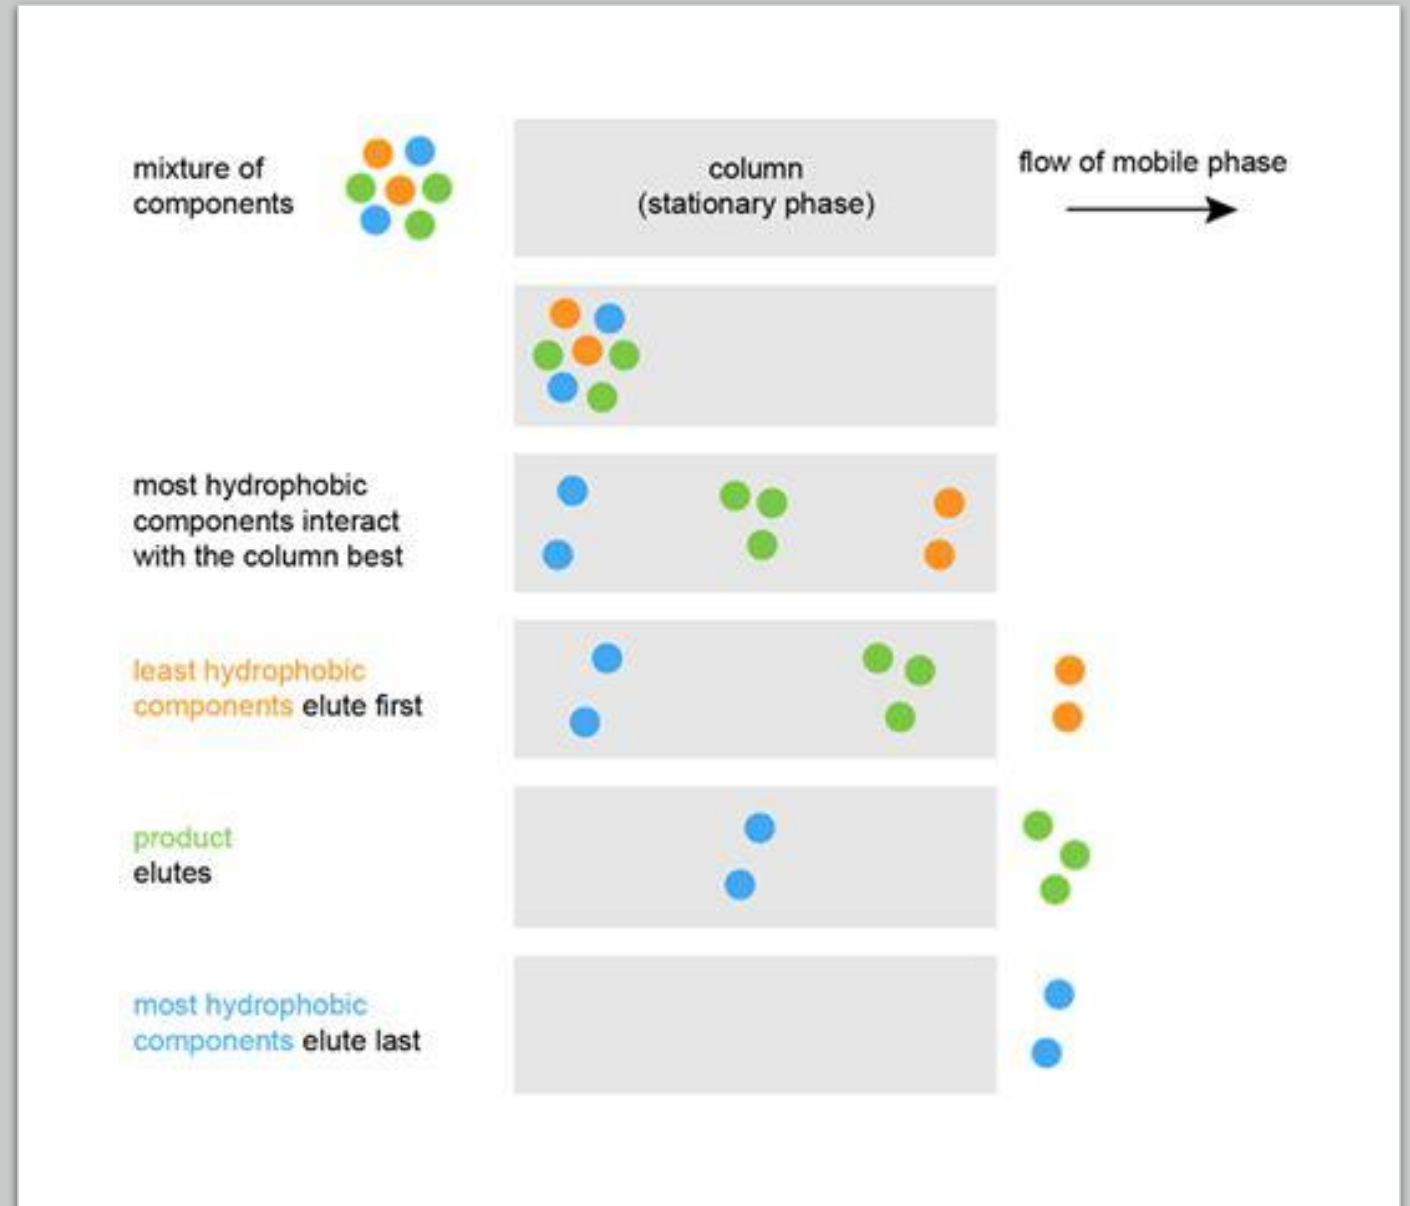 mixture of
components
column
(stationary phase)
flow of mobile phase
most hydrophobic
components interact
with the column best
least hydrophobic
components elute first
product
elutes
most hydrophobic
components elute last